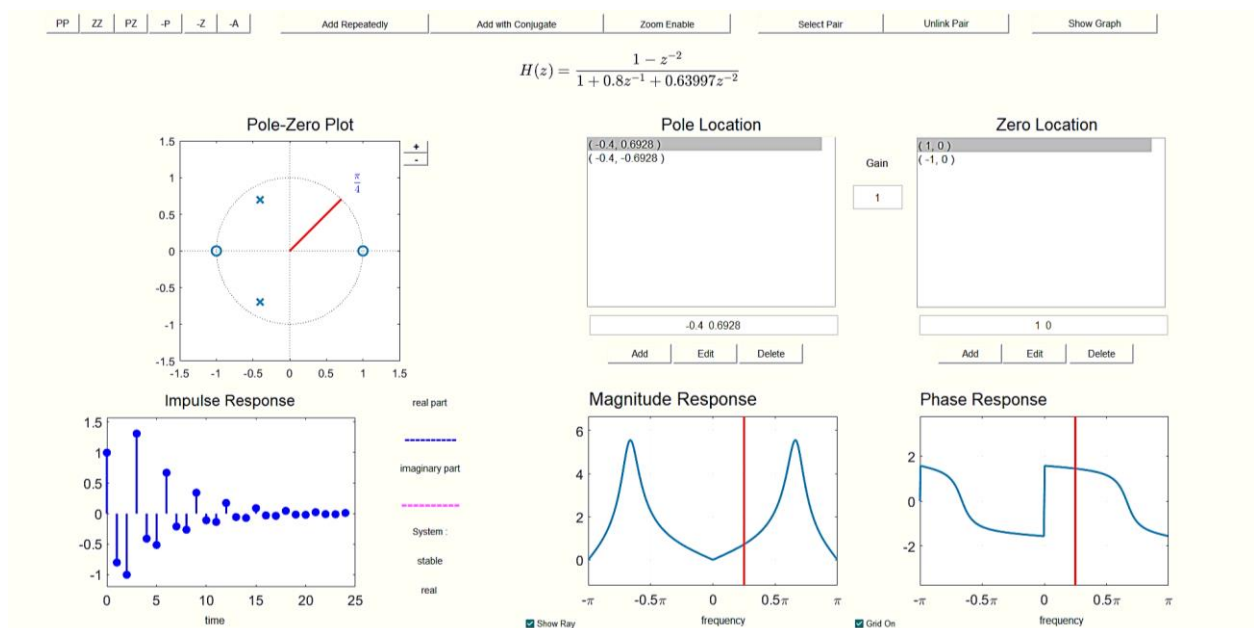 PP ZZ PZ -P -Z -A Add Repeatedly Add with Conjugate Zoom Enable Select Pair Unlink Pair Show Graph
H(z) = \frac{1 - z^{-2}}{1 + 0.8z^{-1} + 0.63997z^{-2}}
Pole-Zero Plot
1.5
1
0.5
0
-0.5
-1
-1.5
-1.5 -1 -0.5 0 0.5 1 1.5
π/4
+
-
Pole Location
( -0.4, 0.6928 )
( -0.4, -0.6928 )
-0.4 0.6928
Add Edit Delete
Gain
1
Zero Location
( 1, 0 )
( -1, 0 )
1 0
Add Edit Delete
Impulse Response
1.5
1
0.5
0
-0.5
-1
0 5 10 15 20 25
time
real part
imaginary part
System :
stable
real
Magnitude Response
6
4
2
0
-π -0.5π 0 0.5π π
Show Ray
frequency
Phase Response
2
0
-2
-π -0.5π 0 0.5π π
Grid On
frequency